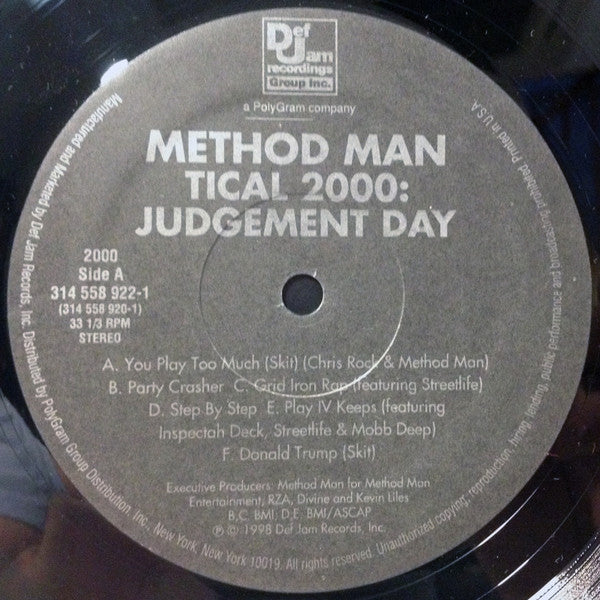 Def
Jam
recordings
Group Inc.
a PolyGram company
METHOD MAN
TICAL 2000:
JUDGEMENT DAY
2000
Side A
314 558 922-1
(314 558 920-1)
33 1/3 RPM
STEREO
A. You Play Too Much (Skit) (Chris Rock & Method Man)
B. Party Crasher C. Grid Iron Rap (featuring Streetlife)
D. Step By Step E. Play IV Keeps (featuring
Inspectah Deck, Streetlife & Mobb Deep)
F. Donald Trump (Skit)
Executive Producers: Method Man for Method Man
Entertainment, RZA, Divine and Kevin Liles
B,C: BMI; D,E: BMI/ASCAP
℗ © 1998 Def Jam Records, Inc.
Manufactured and Marketed by Def Jam Records, Inc. Distributed by PolyGram Group Distribution, Inc., New York, New York 10019. All rights reserved. Unauthorized copying, reproduction, hiring, lending, public performance and broadcasting prohibited. Printed in U.S.A.